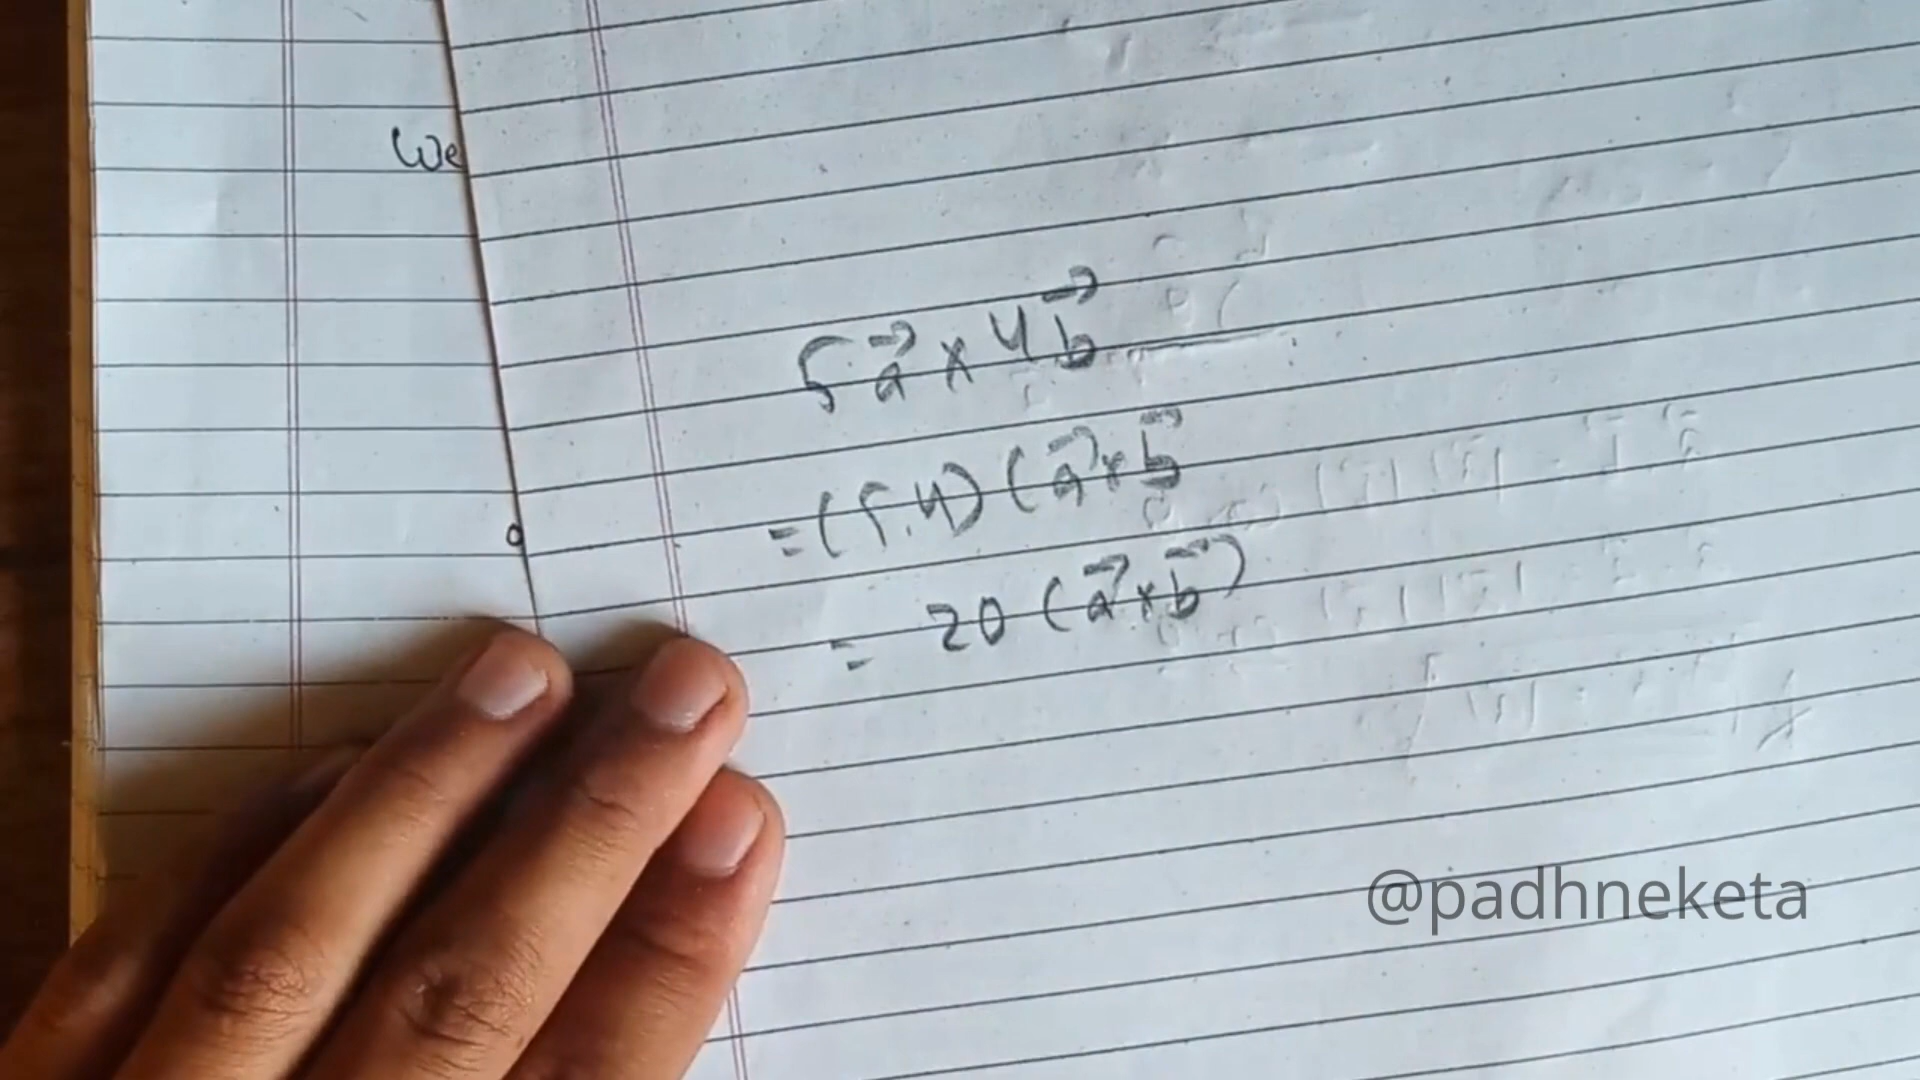 We
5a⃗ × 4b⃗
= (5.4) (a⃗ × b⃗
= 20 (a⃗ × b⃗)
@padhneketa